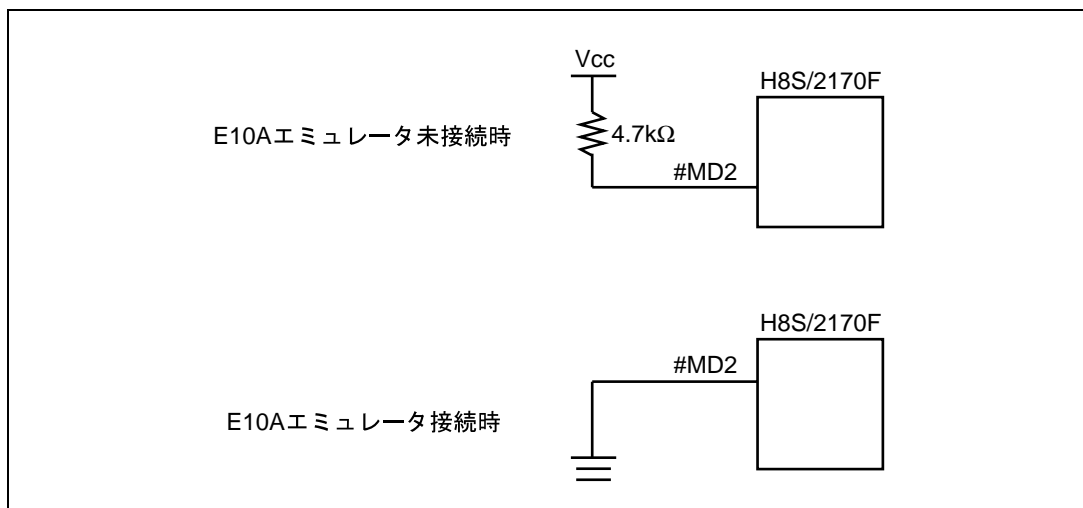 Vcc
H8S/2170F
E10Aエミュレータ未接続時
4.7kΩ
#MD2
H8S/2170F
#MD2
E10Aエミュレータ接続時